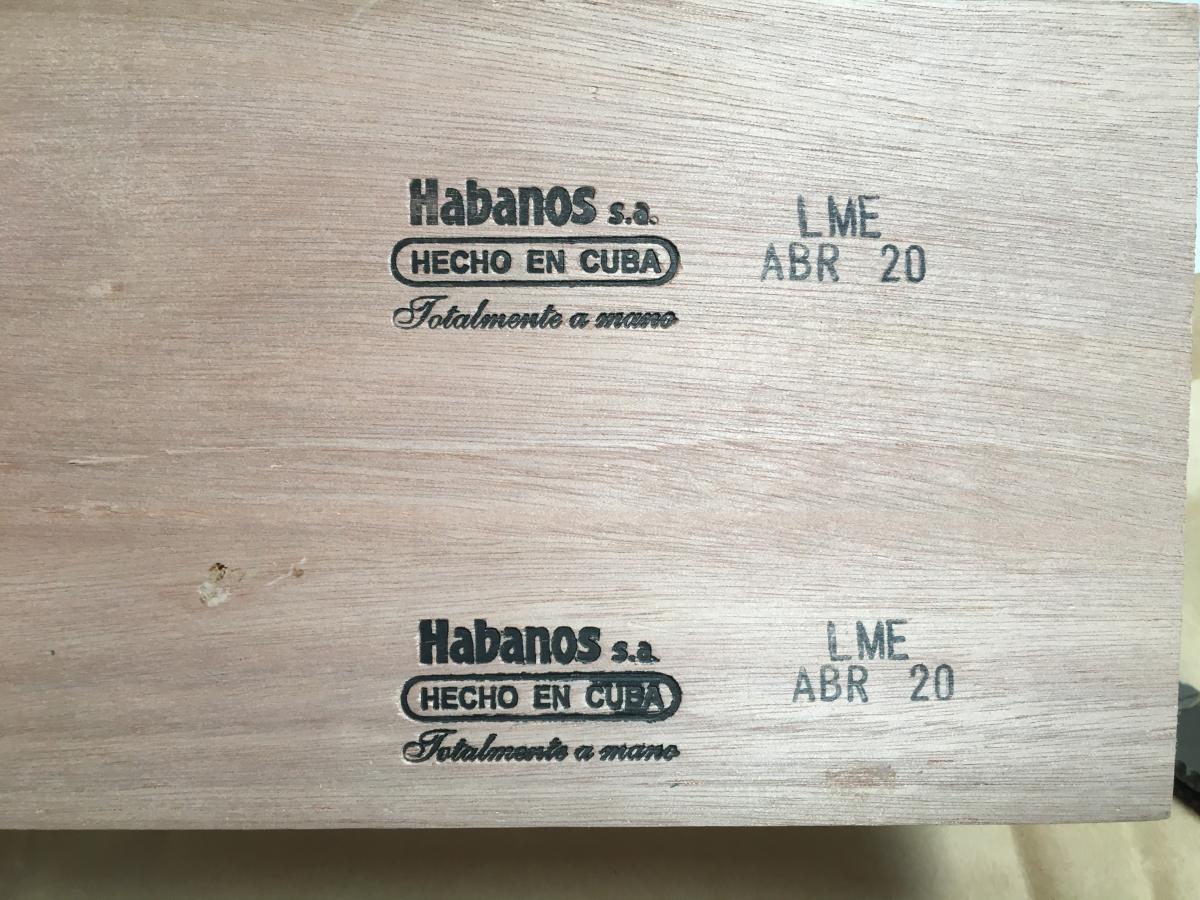 Habanos s.a.
HECHO EN CUBA
Totalmente a mano
LME
ABR 20
Habanos s.a.
HECHO EN CUBA
Totalmente a mano
LME
ABR 20